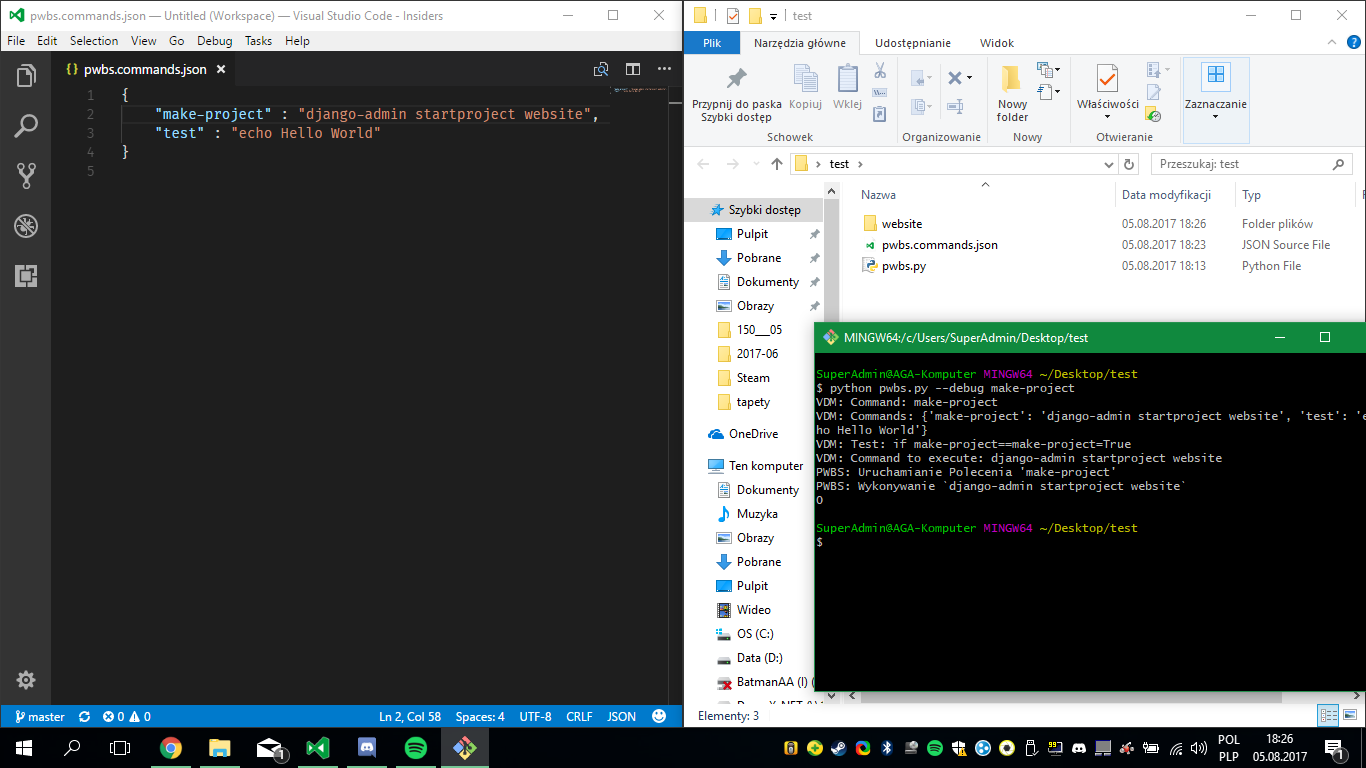 pwbs.commands.json — Untitled (Workspace) — Visual Studio Code - Insiders
File Edit Selection View Go Debug Tasks Help
{} pwbs.commands.json ×
1 {
2 "make-project" : "django-admin startproject website",
3 "test" : "echo Hello World"
4 }
5
master 0 0 Ln 2, Col 58 Spaces: 4 UTF-8 CRLF JSON
test
Plik Narzędzia główne Udostępnianie Widok
Przypnij do paska
Szybki dostęp
Kopiuj
Wklej
Schowek
Organizowanie
Nowy
folder
Nowy
Właściwości
Otwieranie
Zaznaczanie
test
Przeszukaj: test
Nazwa Data modyfikacji Typ
website 05.08.2017 18:26 Folder plików
pwbs.commands.json 05.08.2017 18:23 JSON Source File
pwbs.py 05.08.2017 18:13 Python File
Szybki dostęp
Pulpit
Pobrane
Dokumenty
Obrazy
150___05
2017-06
Steam
tapety
OneDrive
Ten komputer
Dokumenty
Muzyka
Obrazy
Pobrane
Pulpit
Wideo
OS (C:)
Data (D:)
BatmanAA (I) (
Elementy: 3
MINGW64:/c/Users/SuperAdmin/Desktop/test
SuperAdmin@AGA-Komputer MINGW64 ~/Desktop/test
$ python pwbs.py --debug make-project
VDM: Command: make-project
VDM: Commands: {'make-project': 'django-admin startproject website', 'test': 'e
ho Hello World'}
VDM: Test: if make-project==make-project=True
VDM: Command to execute: django-admin startproject website
PWBS: Uruchamianie Polecenia 'make-project'
PWBS: Wykonywanie `django-admin startproject website`
0
SuperAdmin@AGA-Komputer MINGW64 ~/Desktop/test
$
1
99
POL
PLP
18:26
05.08.2017
1